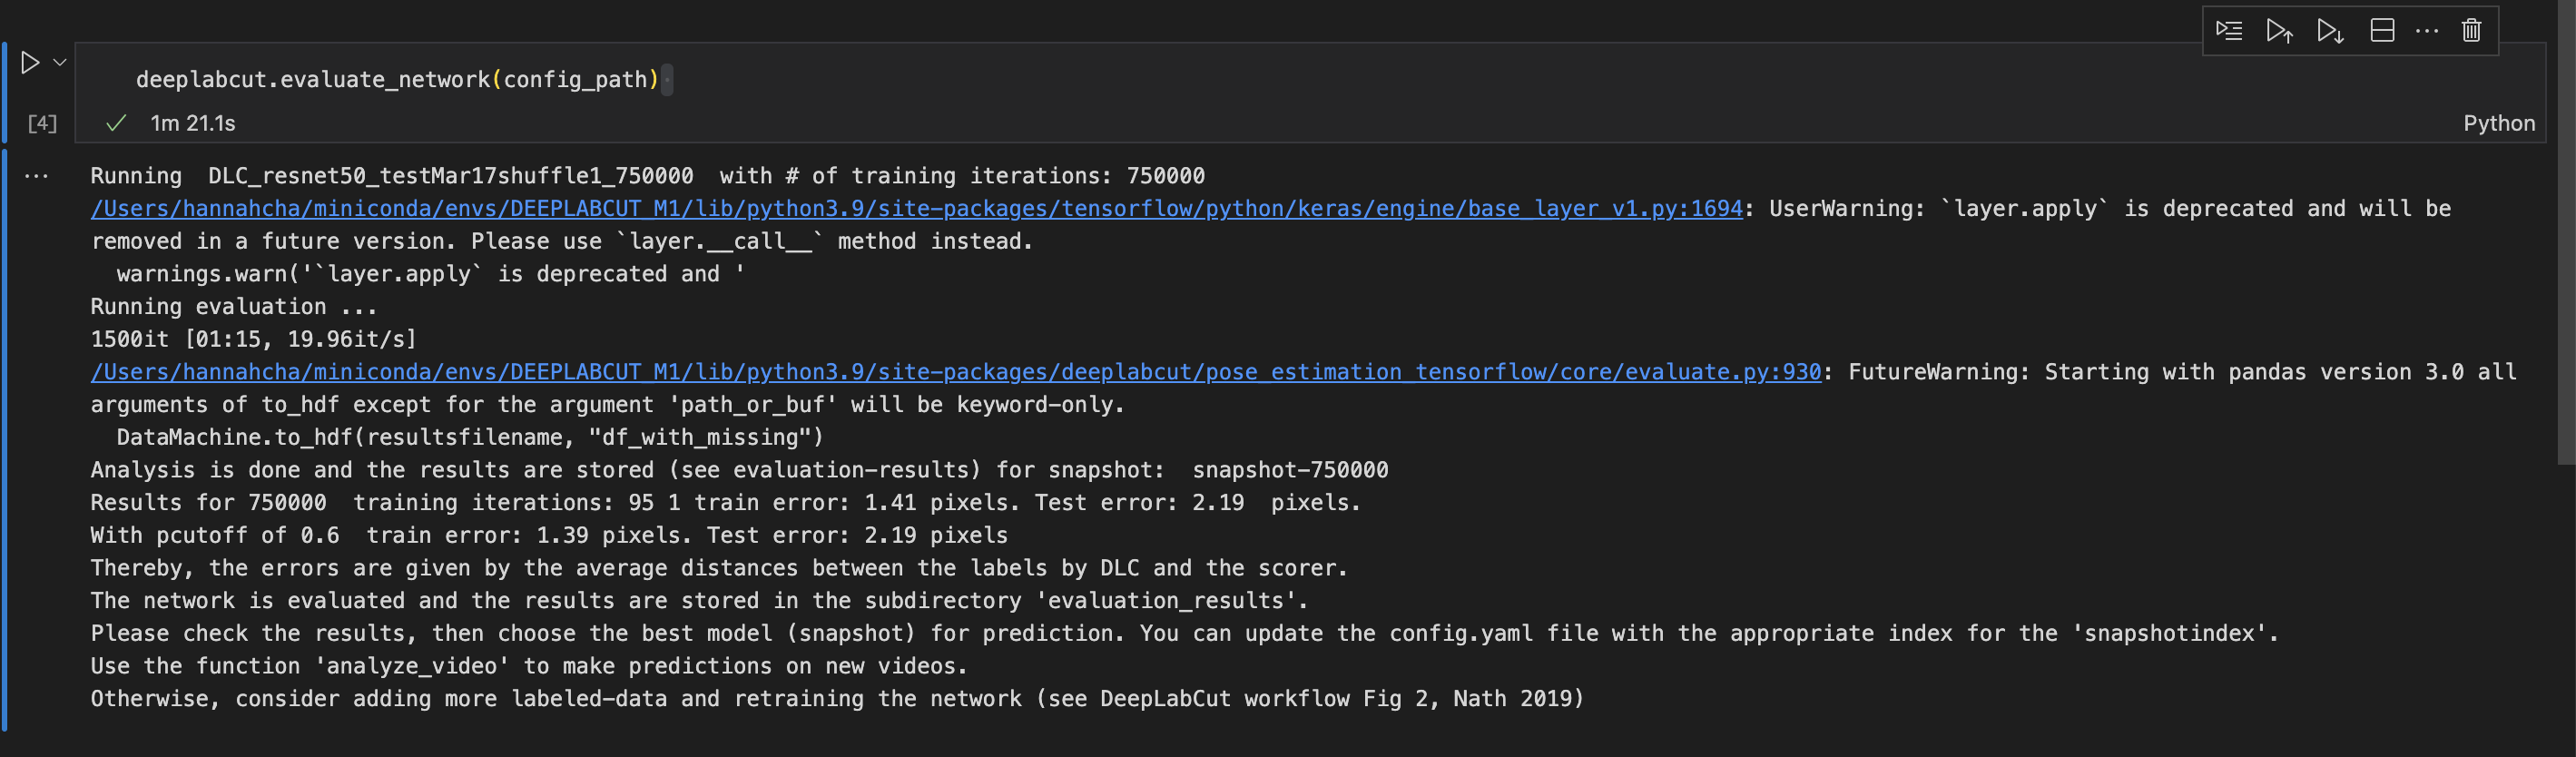 deeplabcut.evaluate_network(config_path)
[4]
1m 21.1s
Python
Running  DLC_resnet50_testMar17shuffle1_750000  with # of training iterations: 750000
/Users/hannahcha/miniconda/envs/DEEPLABCUT_M1/lib/python3.9/site-packages/tensorflow/python/keras/engine/base_layer_v1.py:1694: UserWarning: `layer.apply` is deprecated and will be
removed in a future version. Please use `layer.__call__` method instead.
  warnings.warn('`layer.apply` is deprecated and '
Running evaluation ...
1500it [01:15, 19.96it/s]
/Users/hannahcha/miniconda/envs/DEEPLABCUT_M1/lib/python3.9/site-packages/deeplabcut/pose_estimation_tensorflow/core/evaluate.py:930: FutureWarning: Starting with pandas version 3.0 all
arguments of to_hdf except for the argument 'path_or_buf' will be keyword-only.
  DataMachine.to_hdf(resultsfilename, "df_with_missing")
Analysis is done and the results are stored (see evaluation-results) for snapshot:  snapshot-750000
Results for 750000  training iterations: 95 1 train error: 1.41 pixels. Test error: 2.19  pixels.
With pcutoff of 0.6  train error: 1.39 pixels. Test error: 2.19 pixels
Thereby, the errors are given by the average distances between the labels by DLC and the scorer.
The network is evaluated and the results are stored in the subdirectory 'evaluation_results'.
Please check the results, then choose the best model (snapshot) for prediction. You can update the config.yaml file with the appropriate index for the 'snapshotindex'.
Use the function 'analyze_video' to make predictions on new videos.
Otherwise, consider adding more labeled-data and retraining the network (see DeepLabCut workflow Fig 2, Nath 2019)